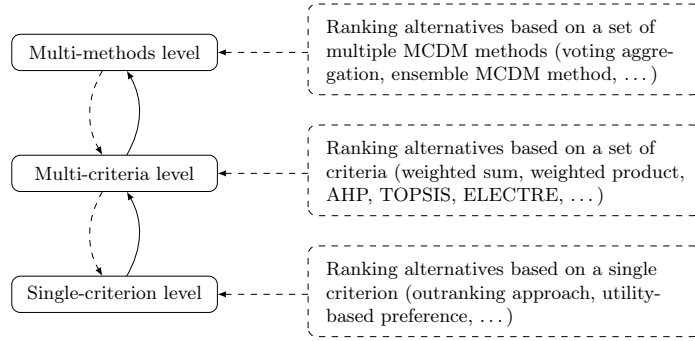 Multi-methods level
Ranking alternatives based on a set of
multiple MCDM methods (voting aggre-
gation, ensemble MCDM method, ...)
Multi-criteria level
Ranking alternatives based on a set of
criteria (weighted sum, weighted product,
AHP, TOPSIS, ELECTRE, ...)
Single-criterion level
Ranking alternatives based on a single
criterion (outranking approach, utility-
based preference, ...)